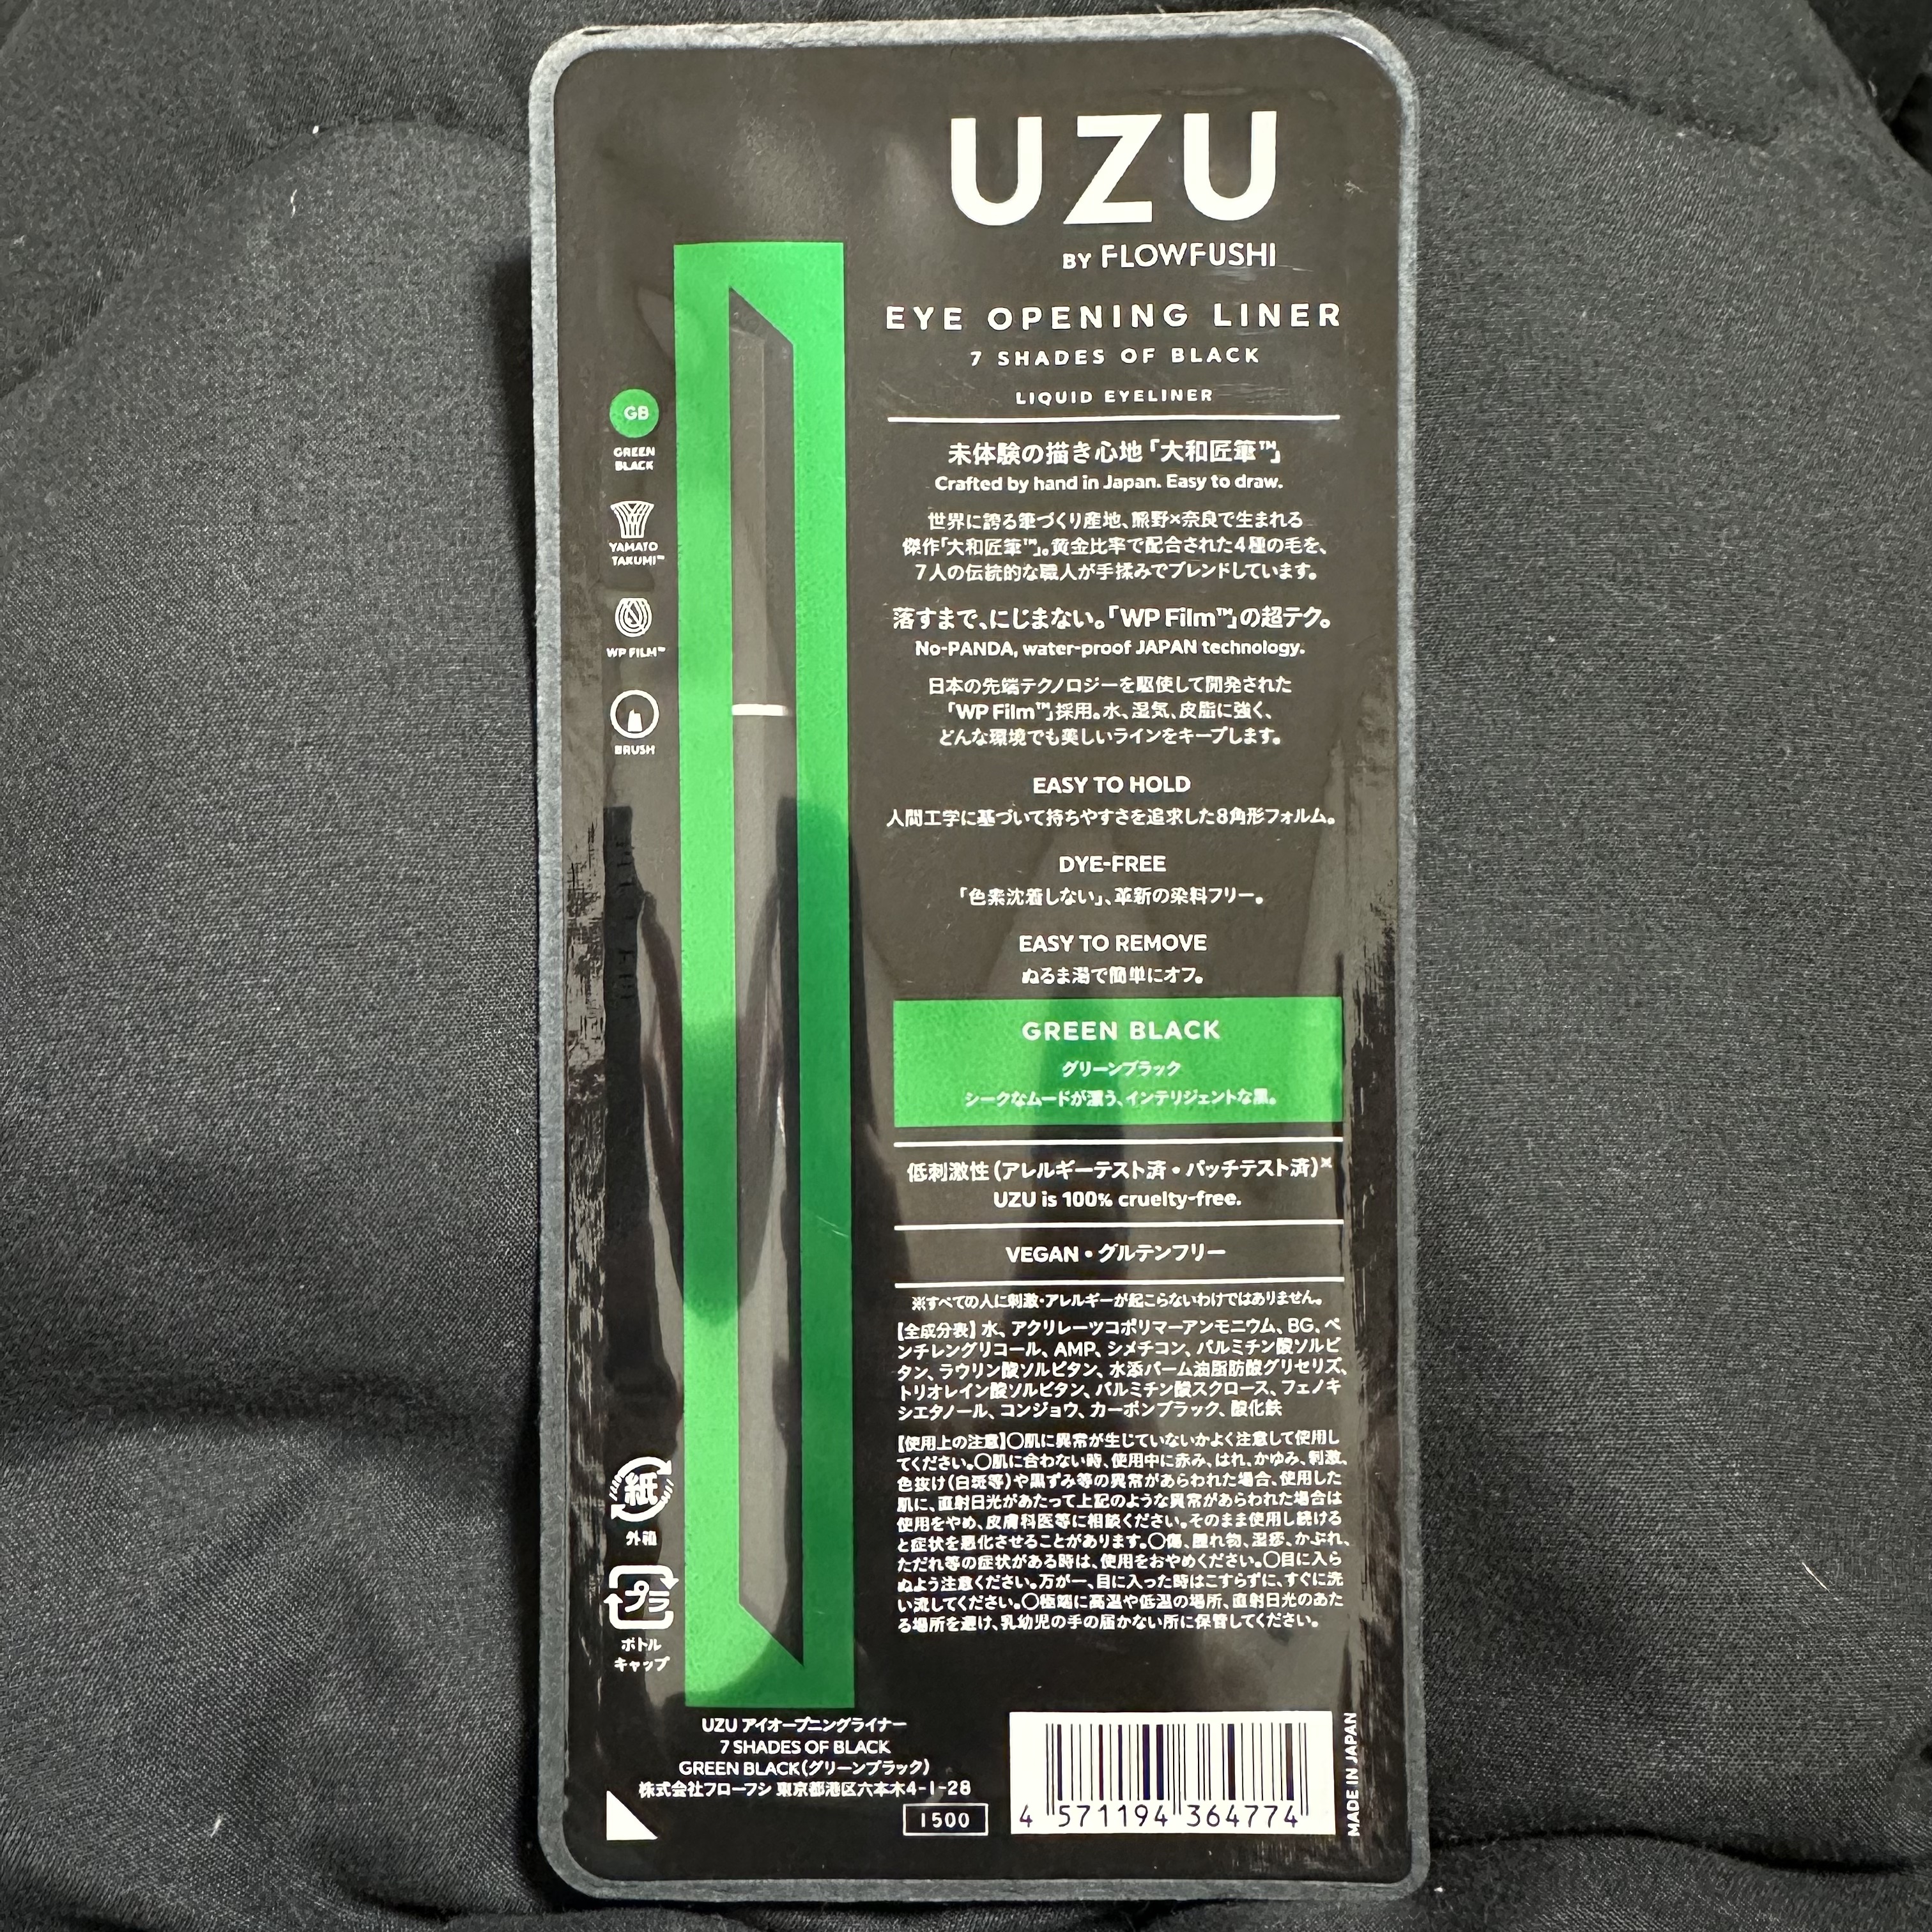 UZU
BY FLOWFUSHI
EYE OPENING LINER
7 SHADES OF BLACK
LIQUID EYELINER
GB
GREEN
BLACK
YAMATO
TAKUMI™
WP FILM™
BRUSH
未体験の描き心地「大和匠筆™」
Crafted by hand in Japan. Easy to draw.
世界に誇る筆づくり産地、熊野×奈良で生まれる
傑作「大和匠筆™」。黄金比率で配合された4種の毛を、
7人の伝統的な職人が手揉みでブレンドしています。
落すまで、にじまない。「WP Film™」の超テク。
No-PANDA, water-proof JAPAN technology.
日本の先端テクノロジーを駆使して開発された
「WP Film™」採用。水、湿気、皮脂に強く、
どんな環境でも美しいラインをキープします。
EASY TO HOLD
人間工学に基づいて持ちやすさを追求した8角形フォルム。
DYE-FREE
「色素沈着しない」、革新の染料フリー。
EASY TO REMOVE
ぬるま湯で簡単にオフ。
GREEN BLACK
グリーンブラック
シークなムードが漂う、インテリジェントな黒。
低刺激性(アレルギーテスト済・パッチテスト済)※
UZU is 100% cruelty-free.
VEGAN・グルテンフリー
※すべての人に刺激・アレルギーが起こらないわけではありません。
【全成分表】水、アクリレーツコポリマーアンモニウム、BG、ペ
ンチレングリコール、AMP、シメチコン、パルミチン酸ソルビ
タン、ラウリン酸ソルビタン、水添パーム油脂肪酸グリセリズ、
トリオレイン酸ソルビタン、パルミチン酸スクロース、フェノキ
シエタノール、コンジョウ、カーボンブラック、酸化鉄
【使用上の注意】〇肌に異常が生じていないかよく注意して使用し
てください。〇肌に合わない時、使用中に赤み、はれ、かゆみ、刺激、
色抜け(白斑等)や黒ずみ等の異常があらわれた場合、使用した
肌に、直射日光があたって上記のような異常があらわれた場合は
使用をやめ、皮膚科医等に相談ください。そのまま使用し続ける
と症状を悪化させることがあります。〇傷、腫れ物、湿疹、かぶれ、
ただれ等の症状がある時は、使用をおやめください。〇目に入ら
ぬよう注意ください。万が一、目に入った時はこすらずに、すぐに洗
い流してください。〇極端に高温や低温の場所、直射日光のあた
る場所を避け、乳幼児の手の届かない所に保管してください。
紙
外箱
プラ
ボトル
キャップ
UZU アイオープニングライナー
7 SHADES OF BLACK
GREEN BLACK(グリーンブラック)
株式会社フローフシ 東京都港区六本木4-1-28
1500
4 571194 364774
MADE IN JAPAN